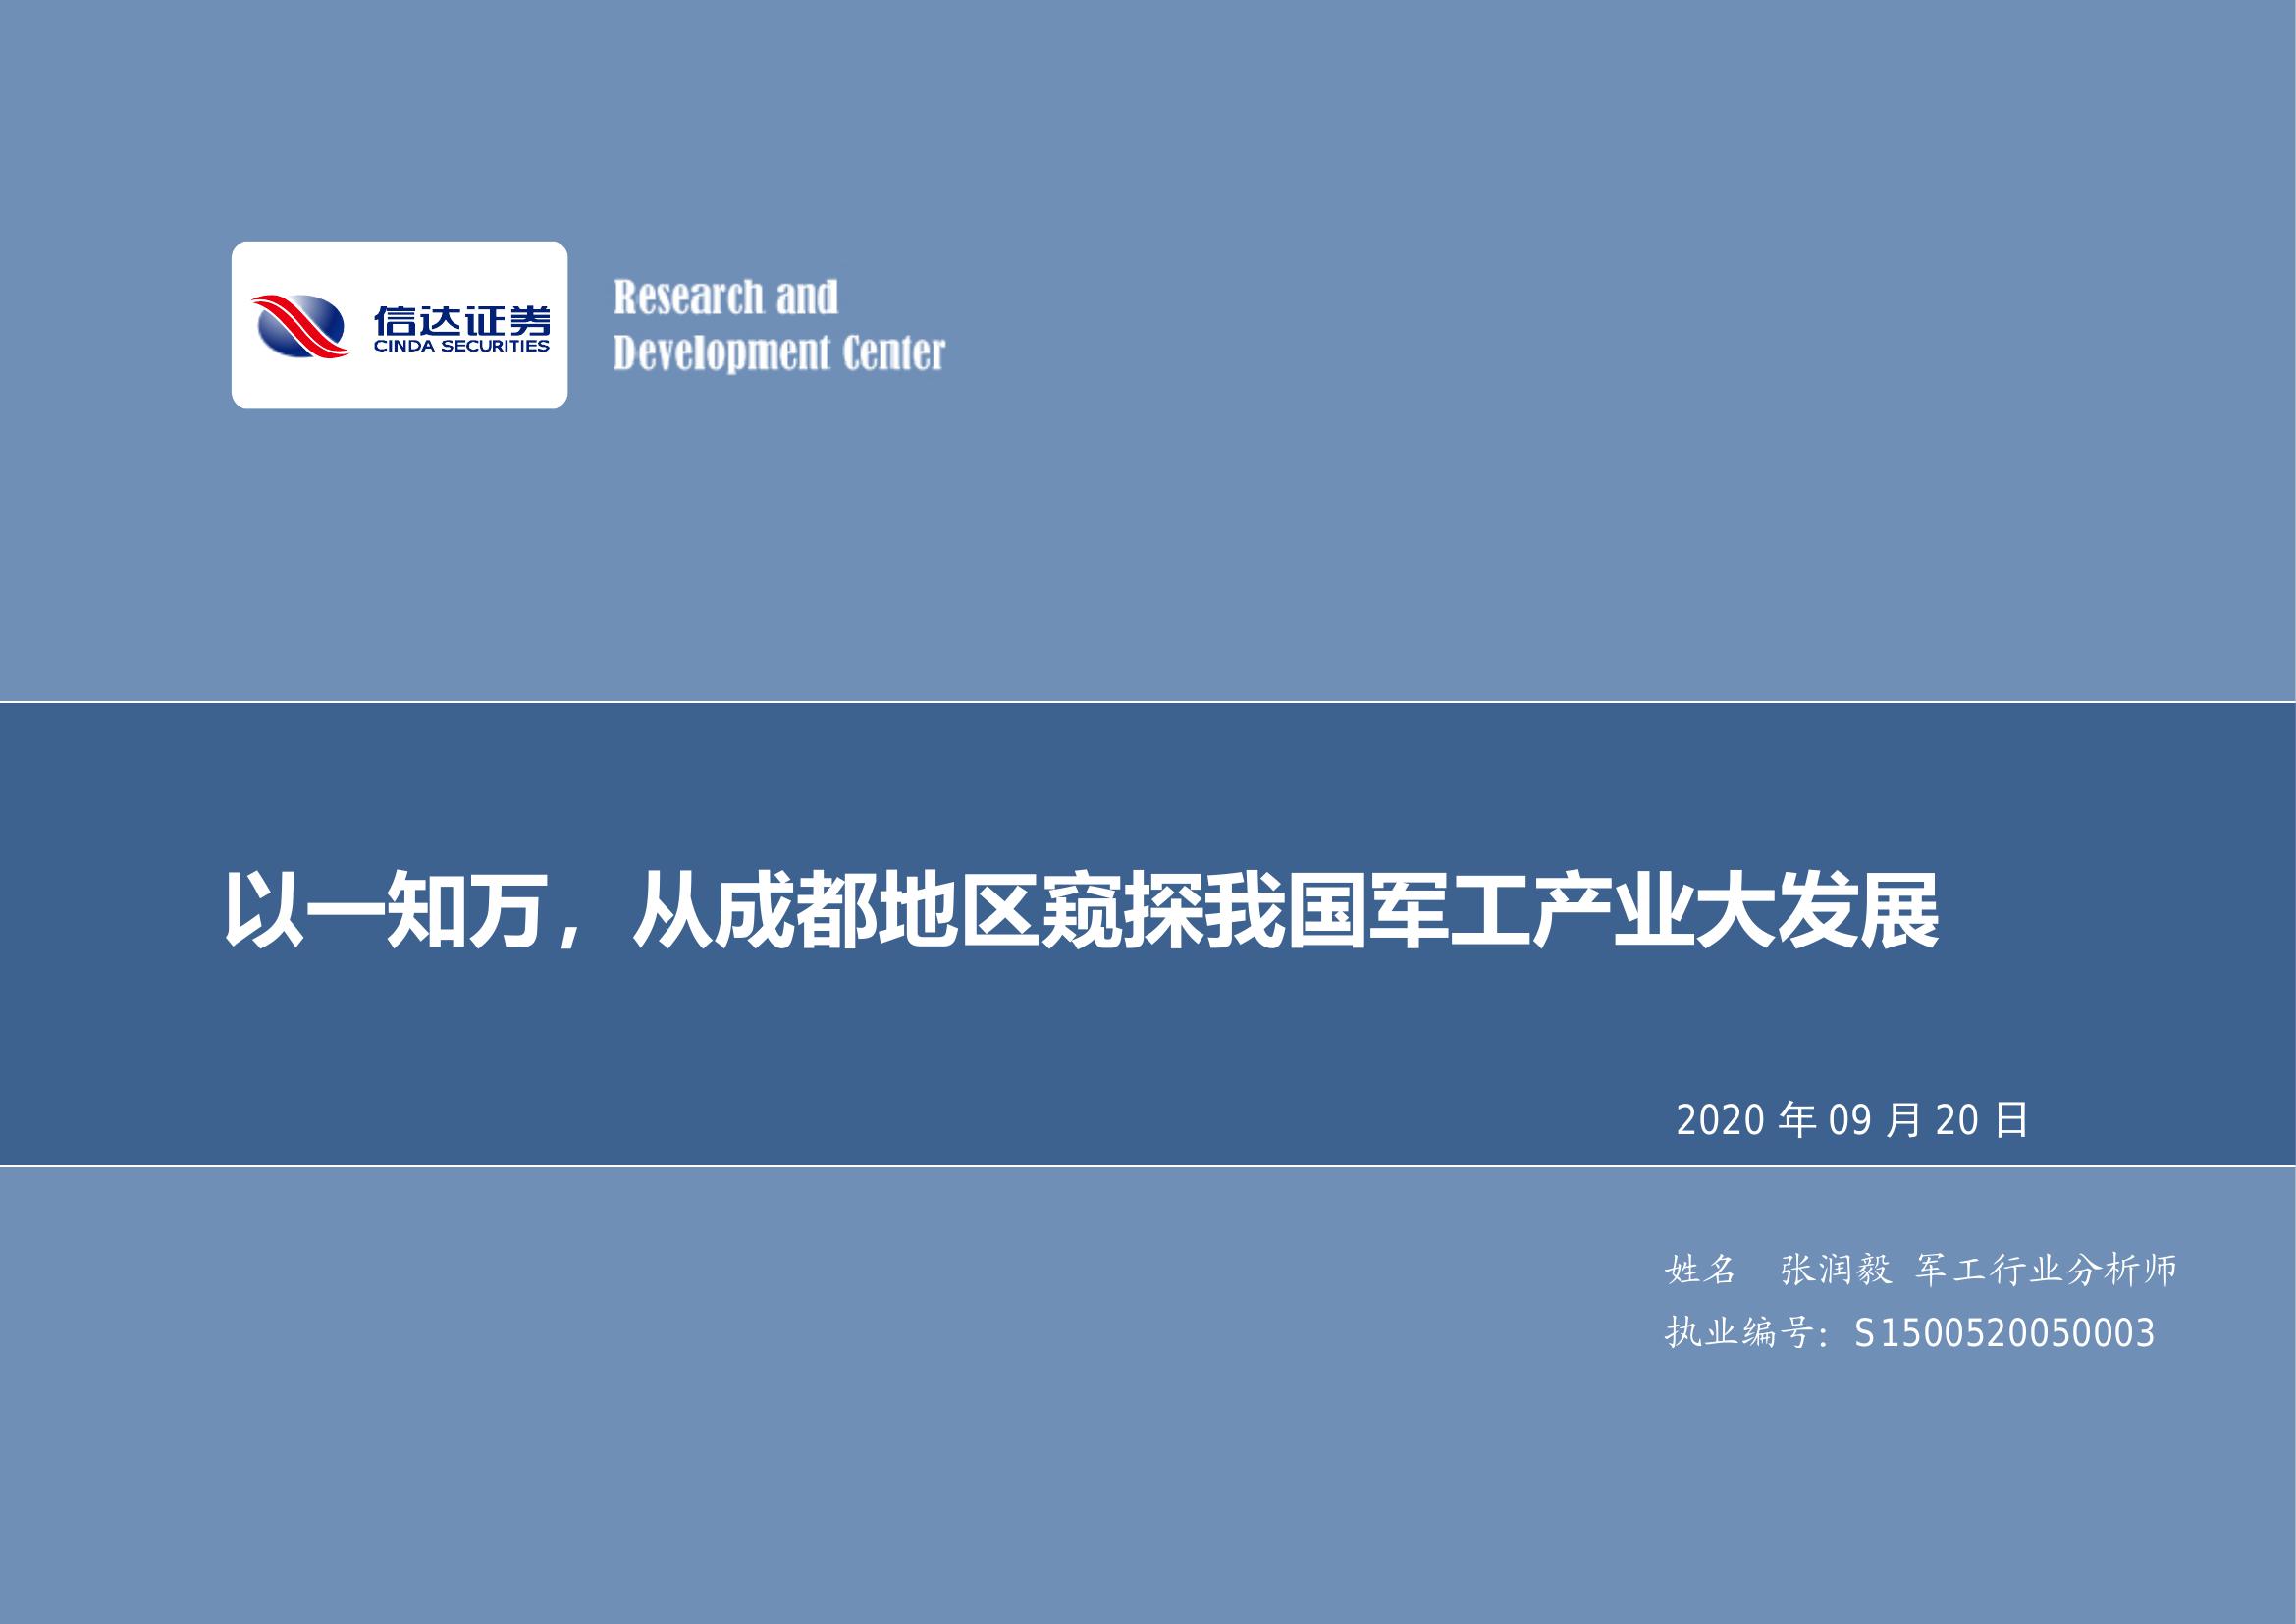 信达证券
CINDA SECURITIES
Research and
Development Center
以一知万，从成都地区窥探我国军工产业大发展
2020 年 09 月 20 日
姓名 张润毅 军工行业分析师
执业编号：S1500520050003